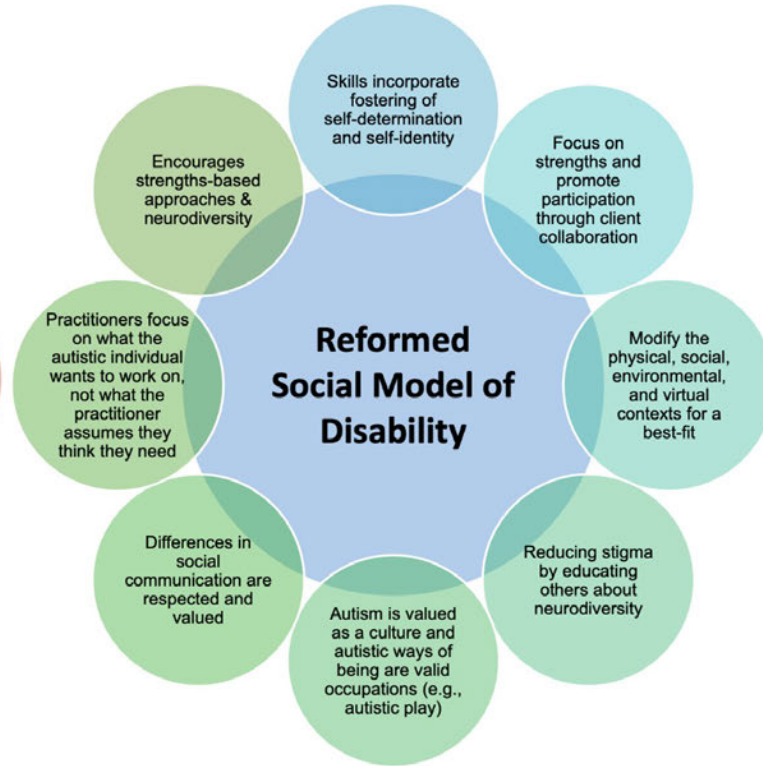 Skills incorporate
fostering of
self-determination
and self-identity
Focus on
strengths and
promote
participation
through client
collaboration
Modify the
physical, social,
environmental,
and virtual
contexts for a
best-fit
Reducing stigma
by educating
others about
neurodiversity
Autism is valued
as a culture and
autistic ways of
being are valid
occupations (e.g.,
autistic play)
Differences in
social
communication are
respected and
valued
Practitioners focus
on what the
autistic individual
wants to work on,
not what the
practitioner
assumes they
think they need
Encourages
strengths-based
approaches &
neurodiversity
Reformed
Social Model of
Disability